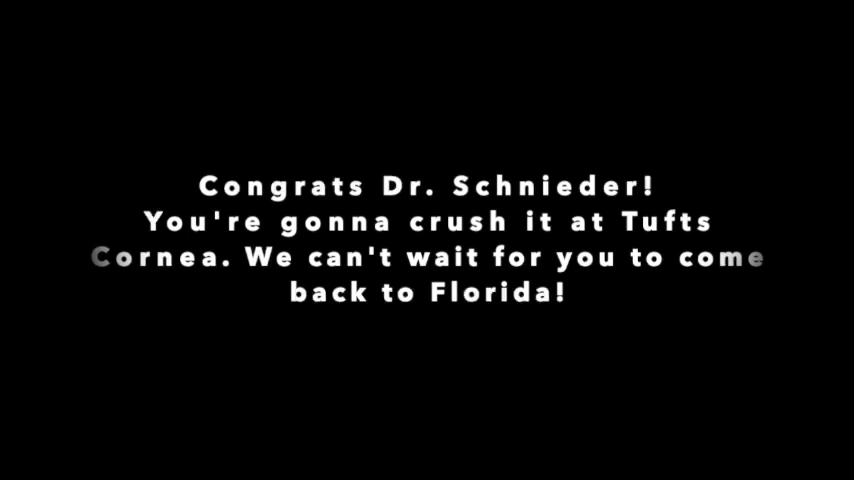 Congrats Dr. Schnieder!
You're gonna crush it at Tufts
Cornea. We can't wait for you to come
back to Florida!